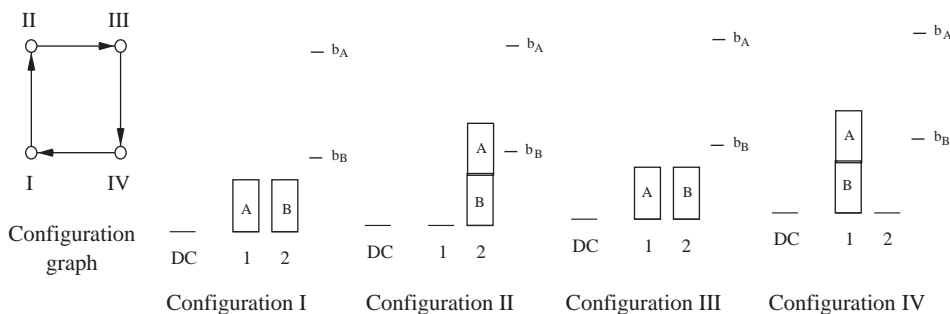 II III
I IV
Configuration
graph
b_A
b_B
A B
DC 1 2
Configuration I
b_A
A
b_B
B
DC 1 2
Configuration II
b_A
b_B
A B
DC 1 2
Configuration III
b_A
A
b_B
B
DC 1 2
Configuration IV